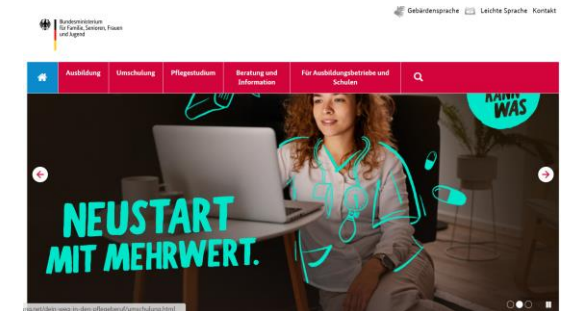 Gebärdensprache Leichte Sprache Kontakt
Bundesministerium
für Familie, Senioren, Frauen
und Jugend
Ausbildung Umschulung Pflegestudium Beratung und Information Für Ausbildungsbetriebe und Schulen
KANN
WAS
NEUSTART
MIT MEHRWERT.